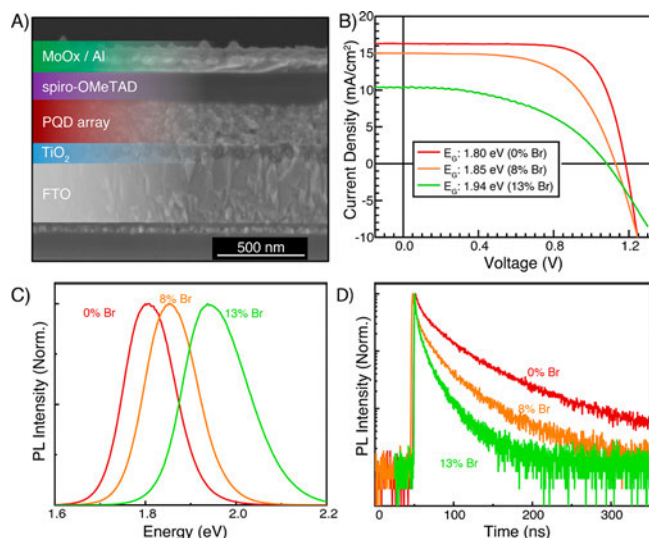 A)
MoOx / Al
spiro-OMeTAD
PQD array
TiO₂
FTO
500 nm
B)
Current Density (mA/cm²)
20
15
10
5
0
-5
-10
E_G: 1.80 eV (0% Br)
E_G: 1.85 eV (8% Br)
E_G: 1.94 eV (13% Br)
0.0 0.4 0.8 1.2
Voltage (V)
C)
PL Intensity (Norm.)
0% Br
8% Br
13% Br
1.6 1.8 2.0 2.2
Energy (eV)
D)
PL Intensity (Norm.)
0% Br
8% Br
13% Br
0 100 200 300
Time (ns)